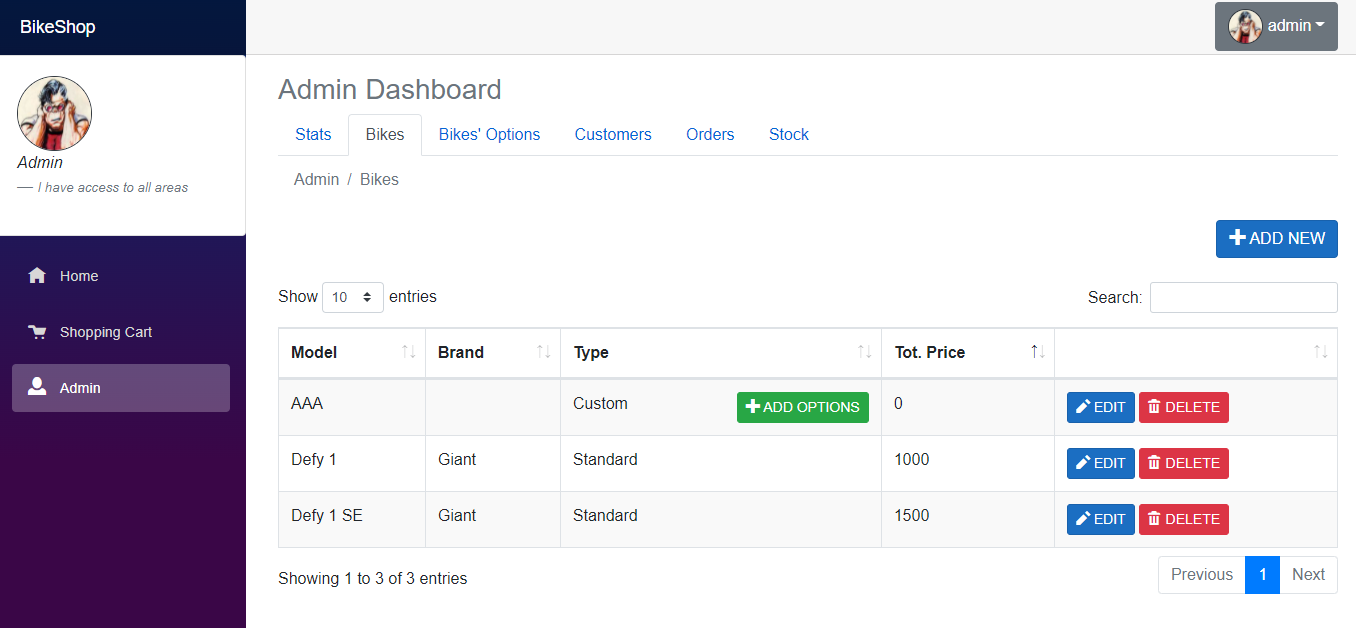 BikeShop
admin
Admin
— I have access to all areas
Home
Shopping Cart
Admin
Admin Dashboard
Stats Bikes Bikes' Options Customers Orders Stock
Admin / Bikes
ADD NEW
Show 10 entries Search:
Model Brand Type Tot. Price
AAA Custom ADD OPTIONS 0 EDIT DELETE
Defy 1 Giant Standard 1000 EDIT DELETE
Defy 1 SE Giant Standard 1500 EDIT DELETE
Showing 1 to 3 of 3 entries Previous 1 Next